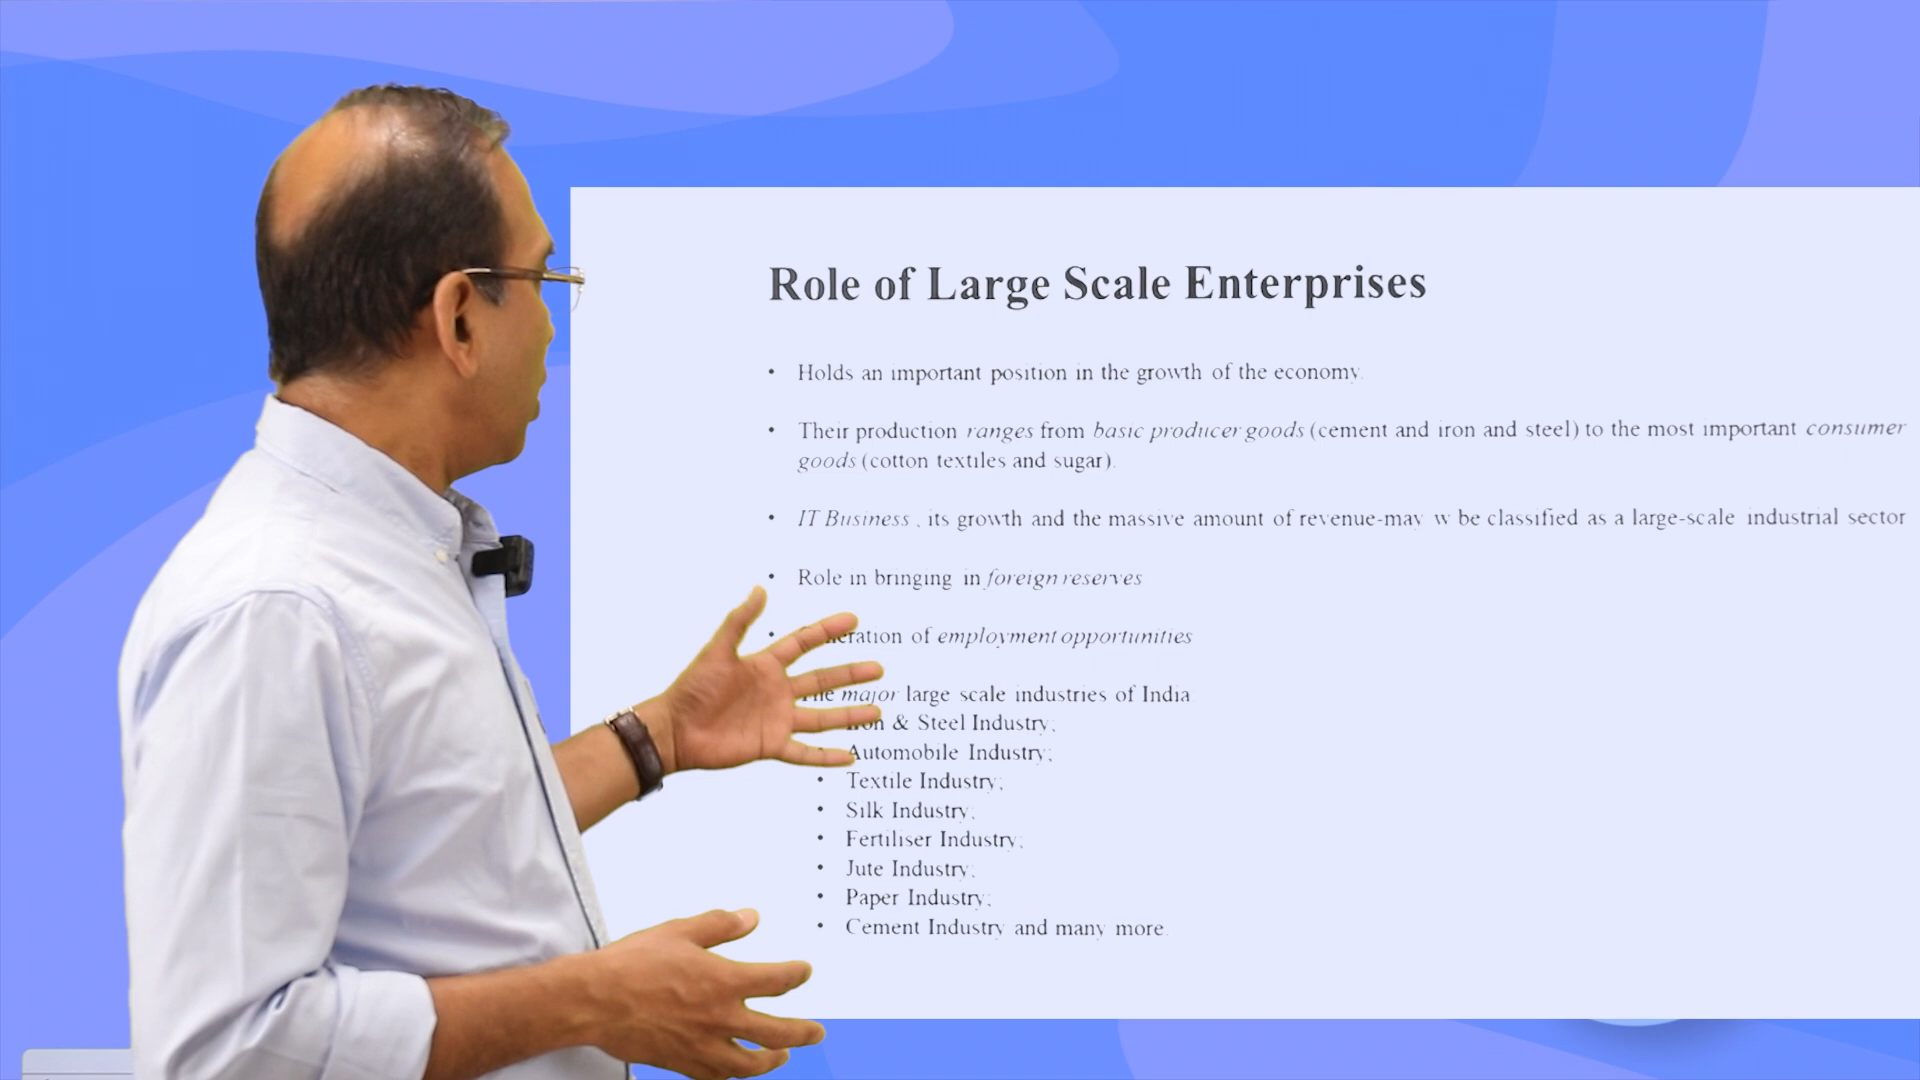 Role of Large Scale Enterprises
• Holds an important position in the growth of the economy.
• Their production ranges from basic producer goods (cement and iron and steel) to the most important consumer
goods (cotton textiles and sugar).
• IT Business , its growth and the massive amount of revenue-may w be classified as a large-scale industrial sector
• Role in bringing in foreign reserves
• Generation of employment opportunities
The major large scale industries of India
Iron & Steel Industry;
• Automobile Industry;
• Textile Industry;
• Silk Industry;
• Fertiliser Industry;
• Jute Industry;
• Paper Industry;
• Cement Industry and many more.